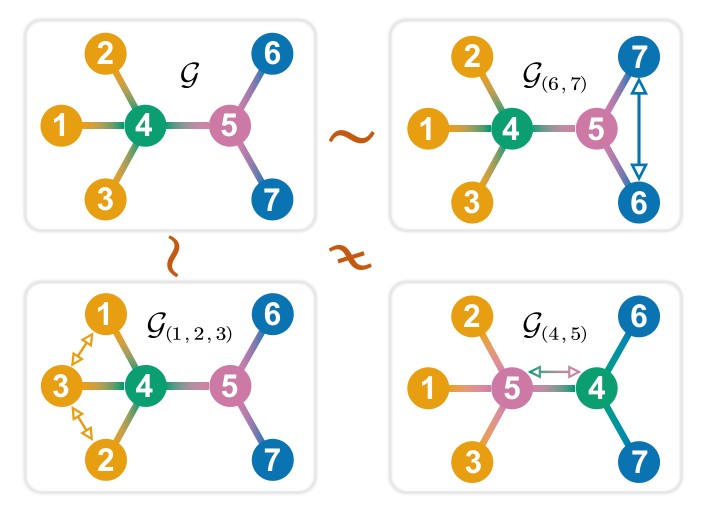 2 6 𝒢
1 4 5
3 7
2 7 𝒢(6,7)
1 4 5
3 6
~
~ ≁
1 6 𝒢(1,2,3)
3 4 5
2 7
2 6 𝒢(4,5)
1 5 4
3 7